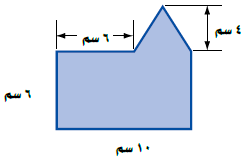 ٤ سم
٦ سم
٦ سم
١٠ سم